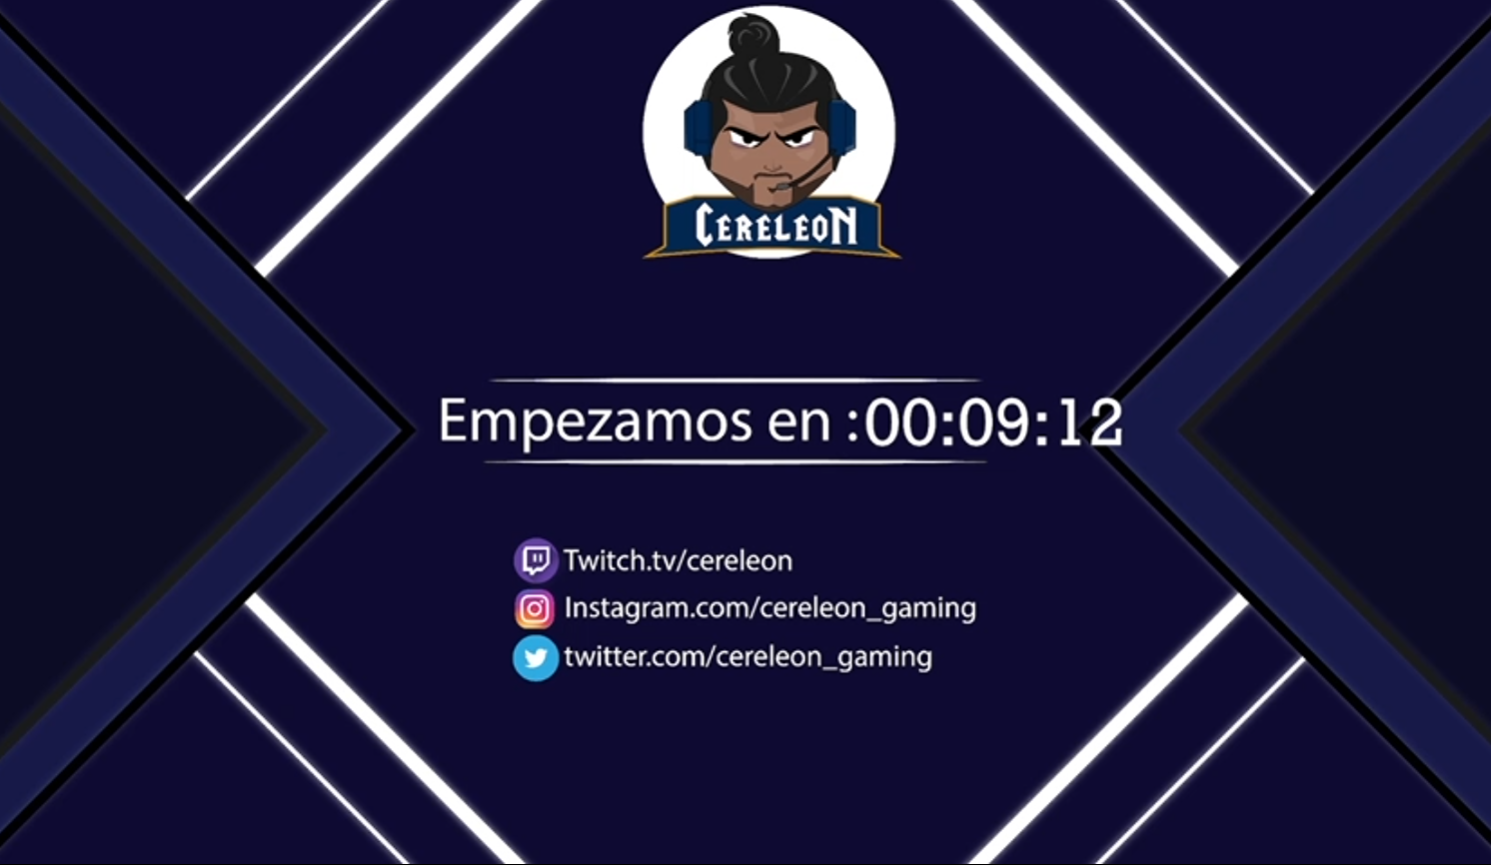 CERELEON
Empezamos en :00:09:12
Twitch.tv/cereleon
Instagram.com/cereleon_gaming
twitter.com/cereleon_gaming